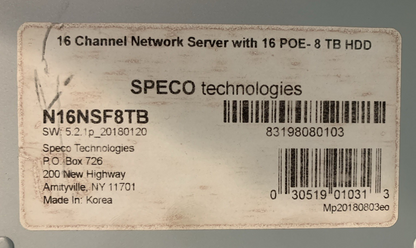 16 Channel Network Server with 16 POE- 8 TB HDD
SPECO technologies
N16NSF8TB
SW: 5.2.1p_20180120
83198080103
Speco Technologies
P.O. Box 726
200 New Highway
Amityville, NY 11701
Made In: Korea
0 30519 01031 3
Mp20180803eo